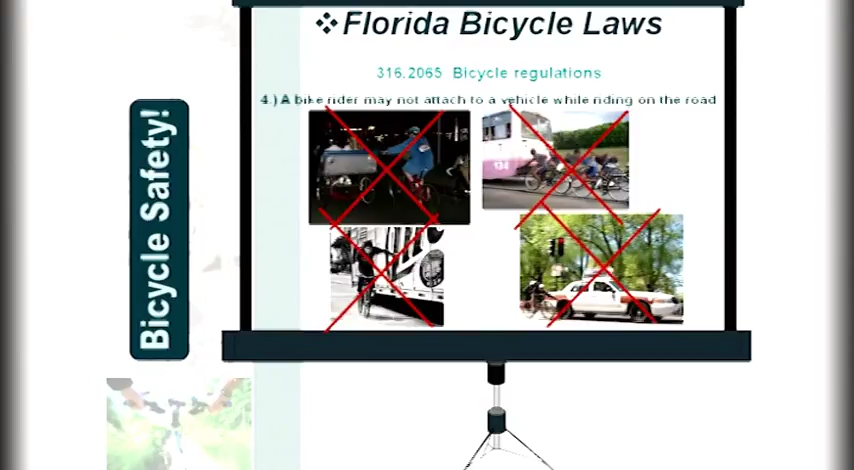 Florida Bicycle Laws
316.2065 Bicycle regulations
4.) A bike rider may not attach to a vehicle while riding on the road
Bicycle Safety!